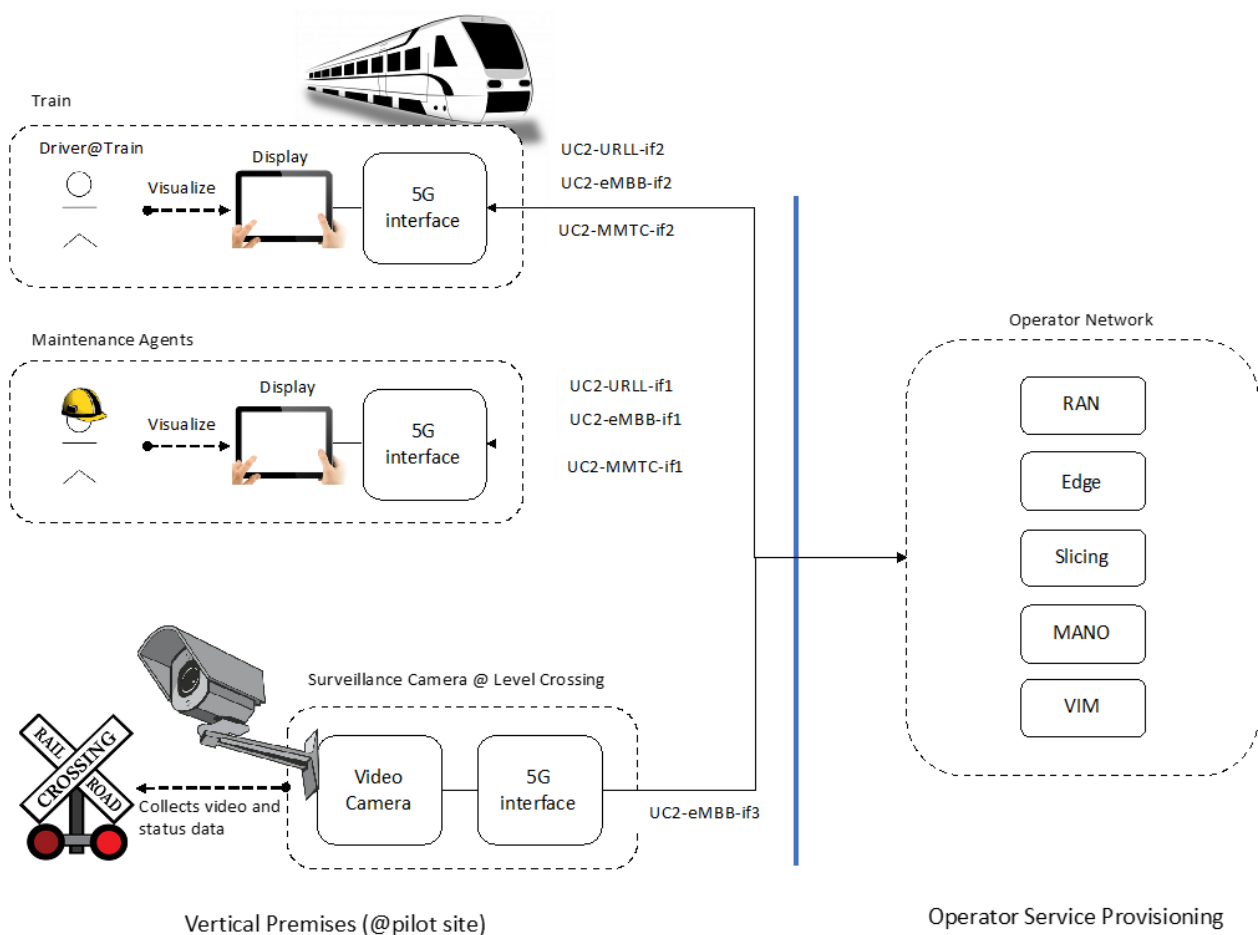 Train
Driver@Train
Visualize
Display
5G
interface
UC2-URLL-if2
UC2-eMBB-if2
UC2-MMTC-if2
Maintenance Agents
Visualize
Display
5G
interface
UC2-URLL-if1
UC2-eMBB-if1
UC2-MMTC-if1
Operator Network
RAN
Edge
Slicing
MANO
VIM
Surveillance Camera @ Level Crossing
RAIL
ROAD
CROSSING
Collects video and
status data
Video
Camera
5G
interface
UC2-eMBB-if3
Vertical Premises (@pilot site)
Operator Service Provisioning